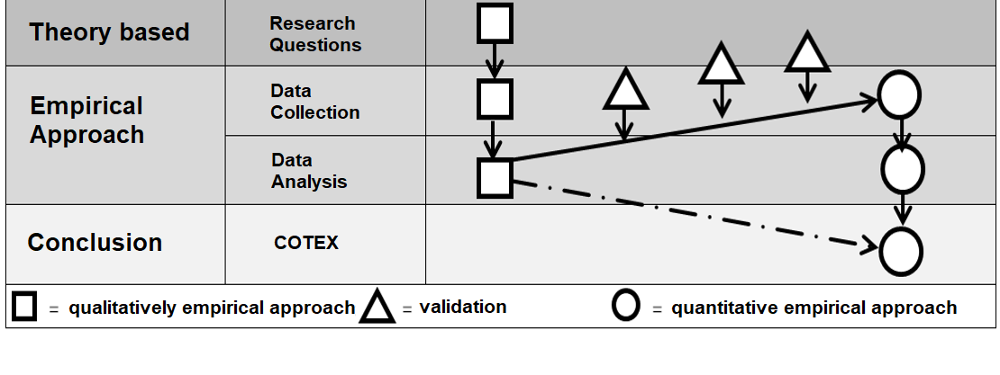 Theory based
Research
Questions
Empirical
Approach
Data
Collection
Data
Analysis
Conclusion
COTEX
= qualitatively empirical approach
= validation
= quantitative empirical approach